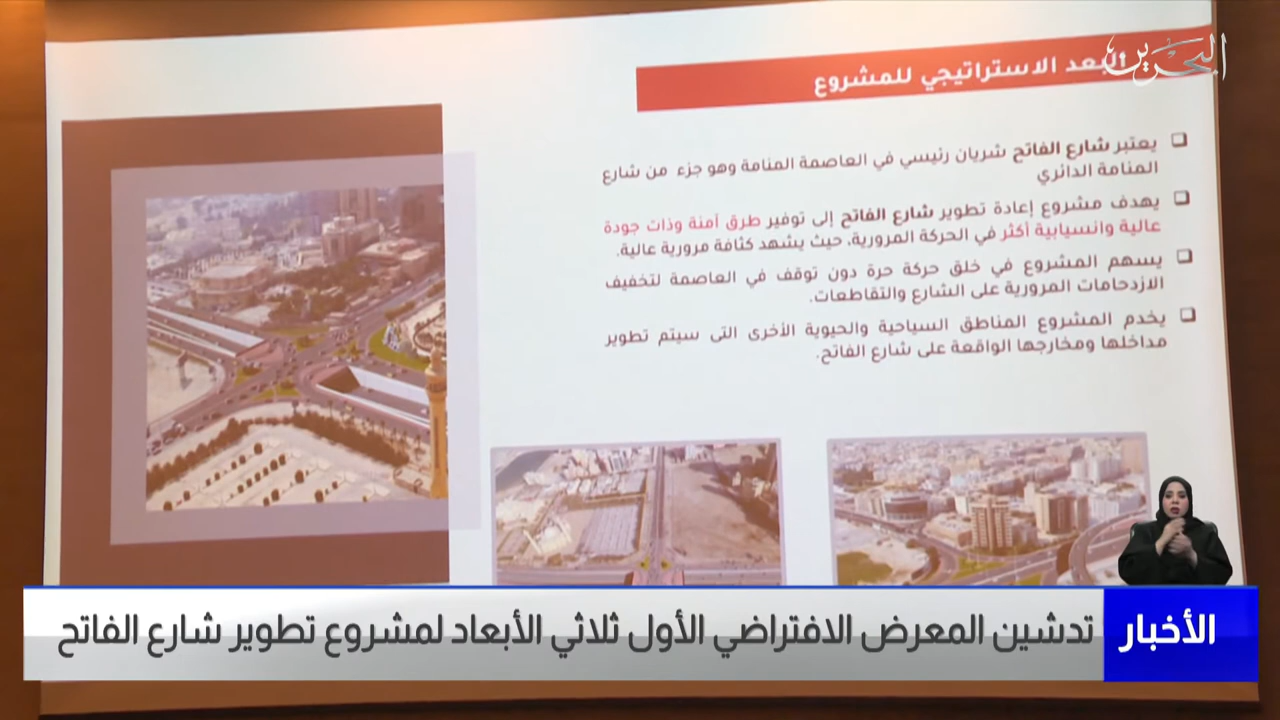 البحرين
البعد الاستراتيجي للمشروع
يعتبر شارع الفاتح شريان رئيسي في العاصمة المنامة وهو جزء من شارع
المنامة الدائري
يهدف مشروع إعادة تطوير شارع الفاتح إلى توفير طرق آمنة وذات جودة
عالية وانسيابية أكثر في الحركة المرورية، حيث يشهد كثافة مرورية عالية.
يسهم المشروع في خلق حركة حرة دون توقف في العاصمة لتخفيف
الازدحامات المرورية على الشارع والتقاطعات.
يخدم المشروع المناطق السياحية والحيوية الأخرى التى سيتم تطوير
مداخلها ومخارجها الواقعة على شارع الفاتح.
الأخبار
تدشين المعرض الافتراضي الأول ثلاثي الأبعاد لمشروع تطوير شارع الفاتح